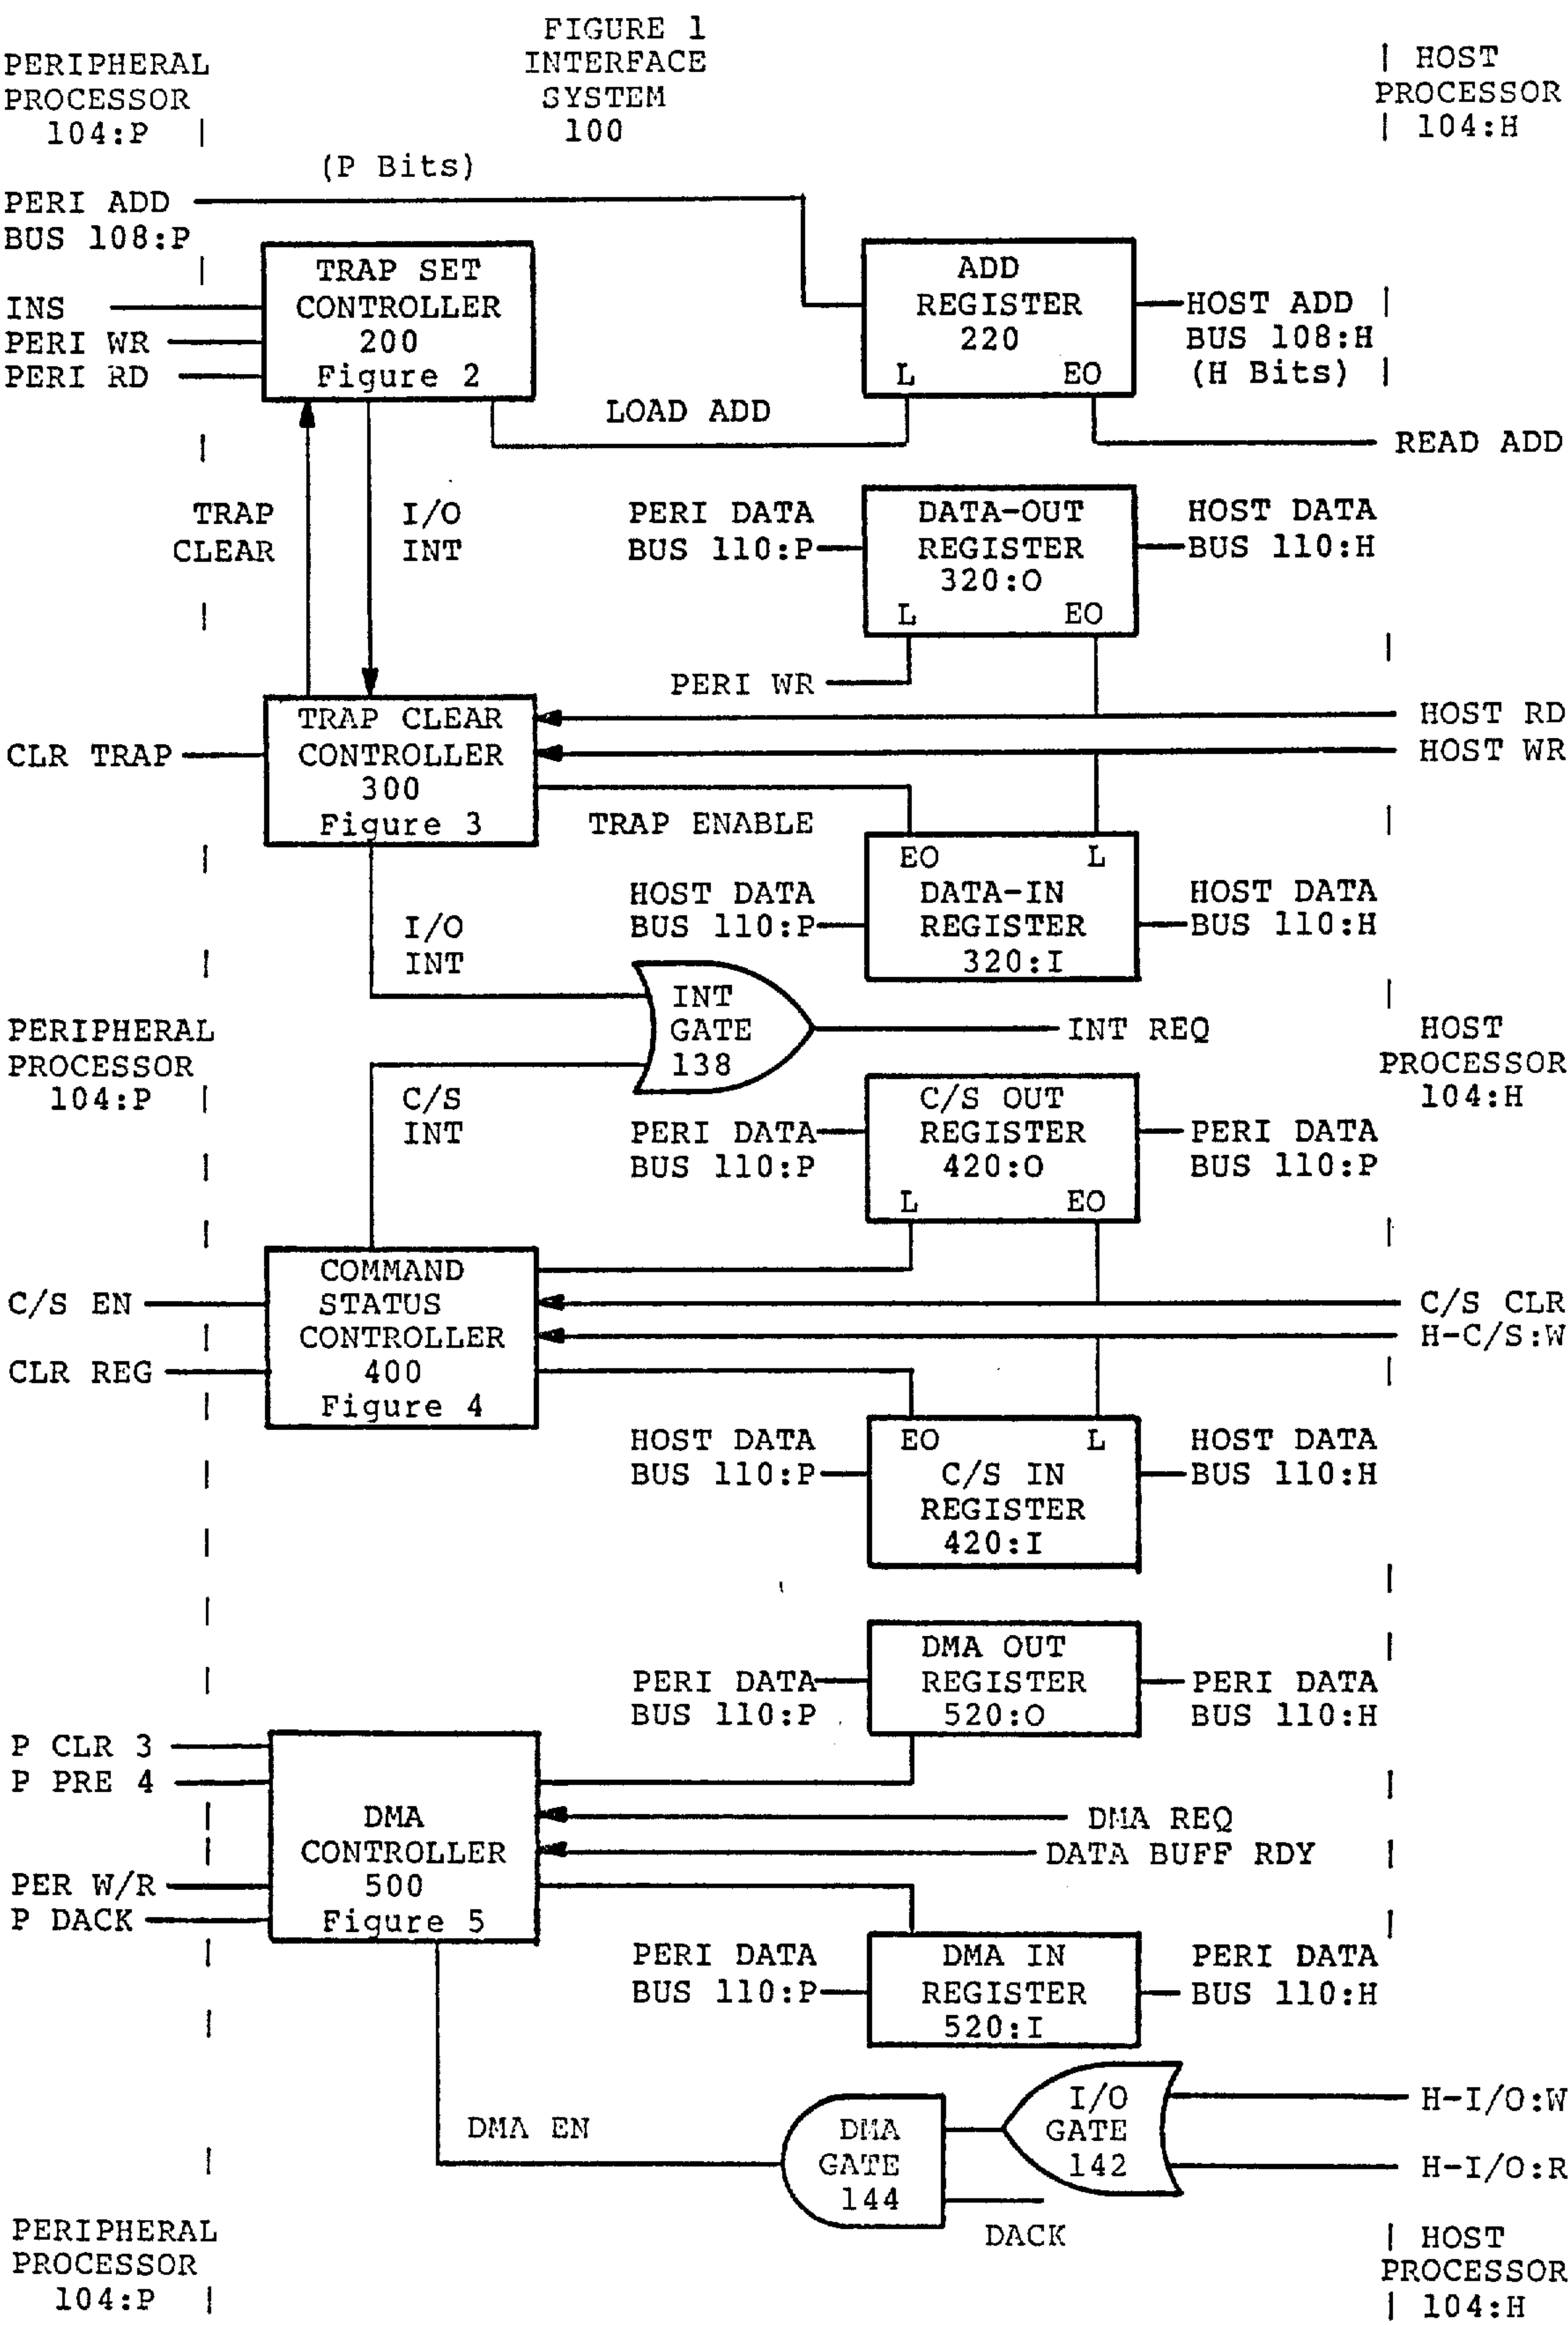 FIGURE 1
INTERFACE
SYSTEM
100
PERIPHERAL
PROCESSOR
104:P
HOST
PROCESSOR
104:H
(P Bits)
PERI ADD
BUS 108:P
INS
PERI WR
PERI RD
TRAP SET
CONTROLLER
200
Figure 2
ADD
REGISTER
220
L EO
HOST ADD
BUS 108:H
(H Bits)
LOAD ADD
READ ADD
TRAP
CLEAR
I/O
INT
PERI DATA
BUS 110:P
DATA-OUT
REGISTER
320:O
L EO
HOST DATA
BUS 110:H
PERI WR
CLR TRAP
TRAP CLEAR
CONTROLLER
300
Figure 3
HOST RD
HOST WR
TRAP ENABLE
I/O
INT
HOST DATA
BUS 110:P
EO L
DATA-IN
REGISTER
320:I
HOST DATA
BUS 110:H
INT
GATE
138
INT REQ
PERIPHERAL
PROCESSOR
104:P
HOST
PROCESSOR
104:H
C/S
INT
PERI DATA
BUS 110:P
C/S OUT
REGISTER
420:O
L EO
PERI DATA
BUS 110:P
C/S EN
CLR REG
COMMAND
STATUS
CONTROLLER
400
Figure 4
C/S CLR
H-C/S:W
HOST DATA
BUS 110:P
EO L
C/S IN
REGISTER
420:I
HOST DATA
BUS 110:H
PERI DATA
BUS 110:P
DMA OUT
REGISTER
520:O
PERI DATA
BUS 110:H
P CLR 3
P PRE 4
PER W/R
P DACK
DMA
CONTROLLER
500
Figure 5
DMA REQ
DATA BUFF RDY
PERI DATA
BUS 110:P
DMA IN
REGISTER
520:I
PERI DATA
BUS 110:H
DMA EN
DMA
GATE
144
I/O
GATE
142
H-I/O:W
H-I/O:R
DACK
PERIPHERAL
PROCESSOR
104:P
HOST
PROCESSOR
104:H